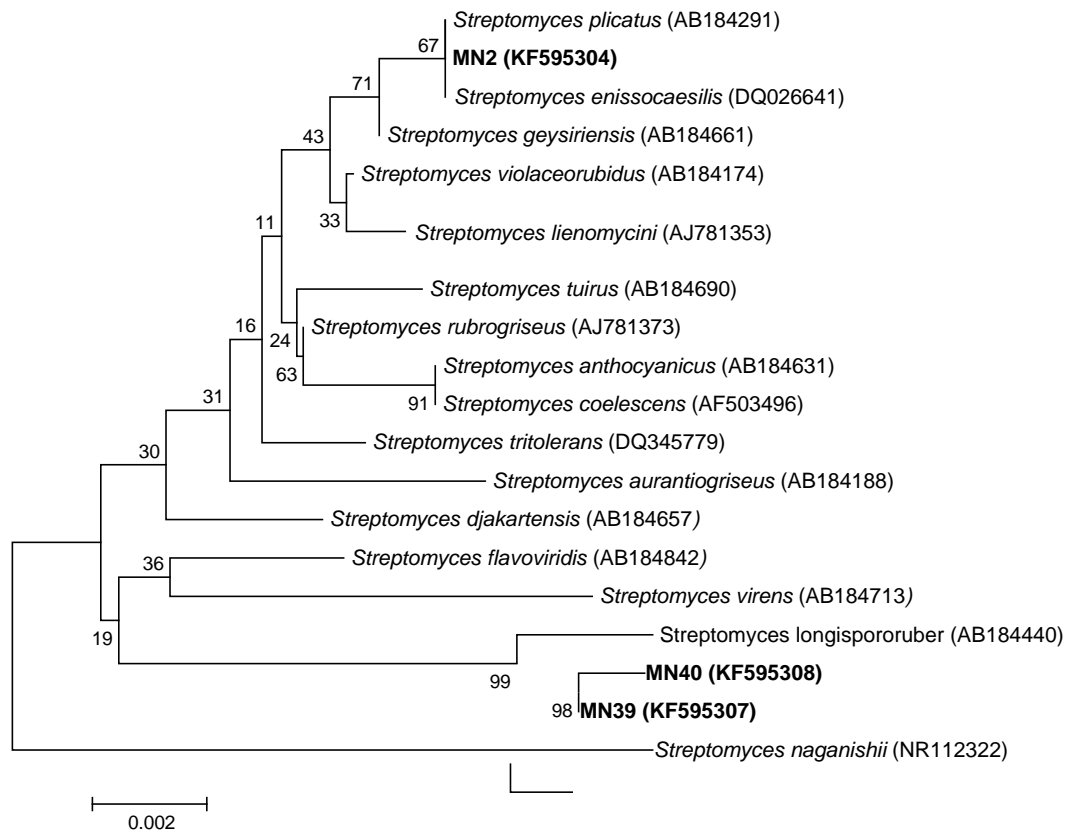 Streptomyces plicatus (AB184291)
67
MN2 (KF595304)
Streptomyces enissocaesilis (DQ026641)
71
Streptomyces geysiriensis (AB184661)
43
Streptomyces violaceorubidus (AB184174)
33
Streptomyces lienomycini (AJ781353)
11
Streptomyces tuirus (AB184690)
16
Streptomyces rubrogriseus (AJ781373)
24
Streptomyces anthocyanicus (AB184631)
63
31
91
Streptomyces coelescens (AF503496)
Streptomyces tritolerans (DQ345779)
30
Streptomyces aurantiogriseus (AB184188)
Streptomyces djakartensis (AB184657)
36
Streptomyces flavoviridis (AB184842)
Streptomyces virens (AB184713)
19
Streptomyces longispororuber (AB184440)
99
MN40 (KF595308)
98
MN39 (KF595307)
Streptomyces naganishii (NR112322)
0.002